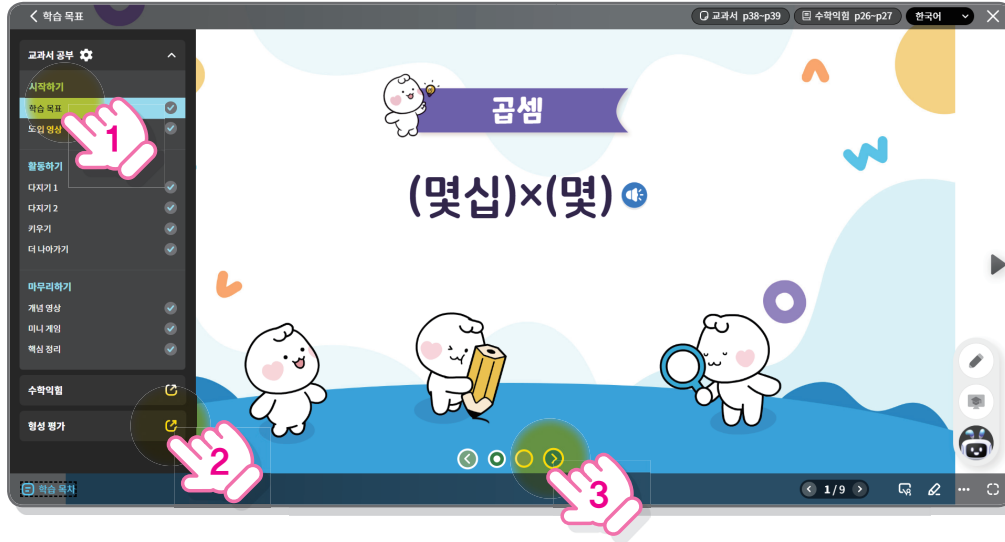 학습 목표
교과서 p38~p39
수학익힘 p26~p27
한국어
교과서 공부
시작하기
학습 목표
도입 영상
1
활동하기
다지기 1
다지기 2
키우기
더 나아가기
마무리하기
개념 영상
미니 게임
핵심 정리
수학익힘
형성 평가
2
곱셈
(몇십)×(몇)
3
학습 목차
1/9